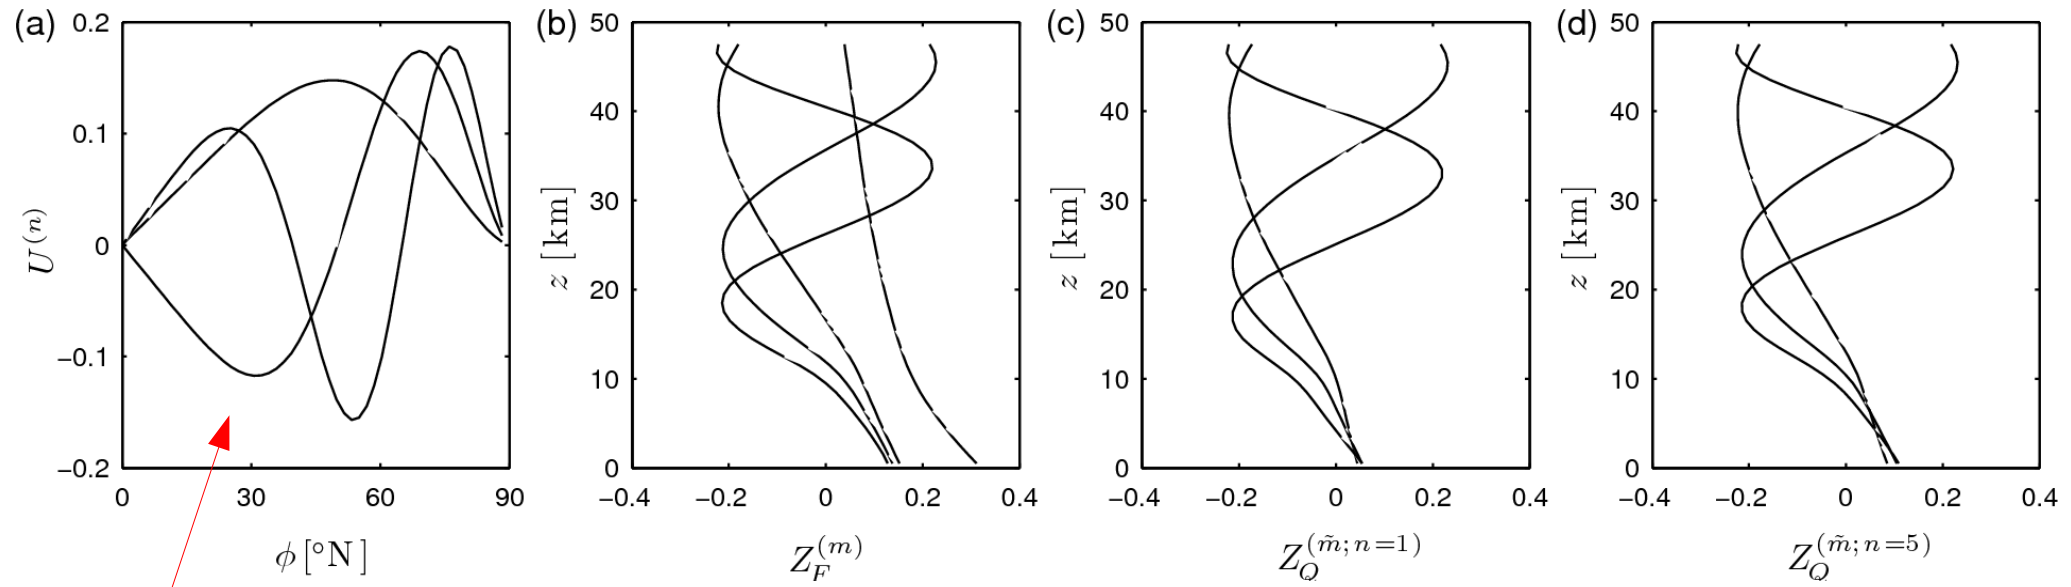 (a)
0.2
0.1
0
−0.1
−0.2
0 30 60 90
U^(n)
ϕ [°N]
(b)
50
40
30
20
10
0
−0.4 −0.2 0 0.2 0.4
z [km]
Z_F^(m)
(c)
50
40
30
20
10
0
−0.4 −0.2 0 0.2 0.4
z [km]
Z_Q^(m̃; n=1)
(d)
50
40
30
20
10
0
−0.4 −0.2 0 0.2 0.4
z [km]
Z_Q^(m̃; n=5)